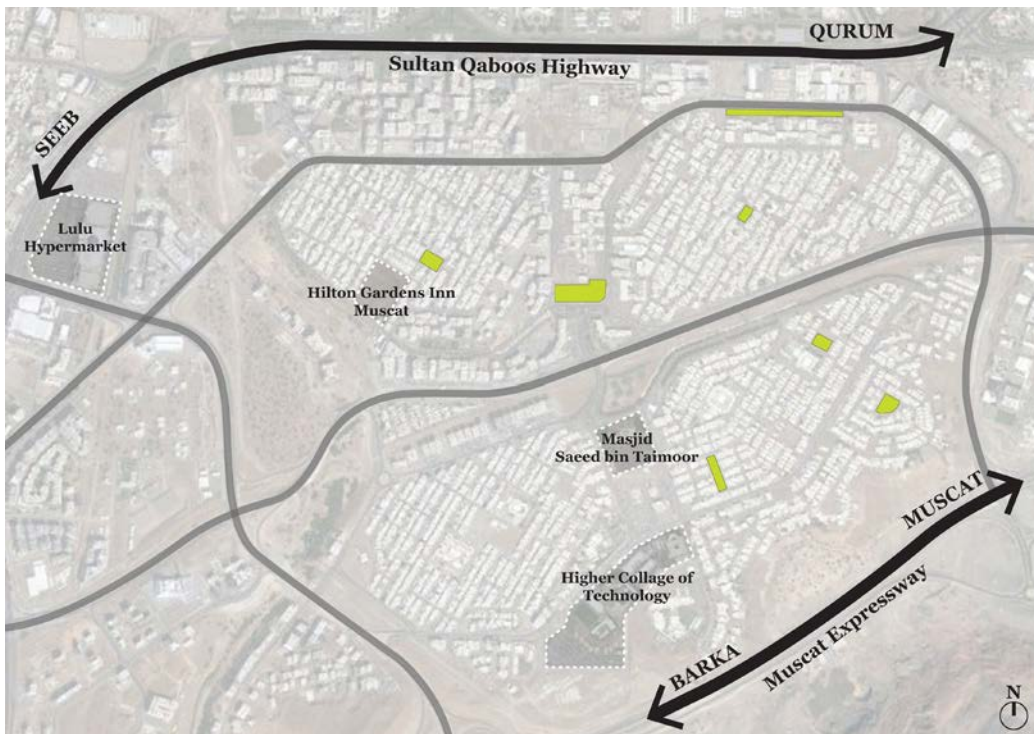 QURUM
Sultan Qaboos Highway
SEEB
Lulu
Hypermarket
Hilton Gardens Inn
Muscat
Masjid
Saeed bin Taimoor
MUSCAT
Higher Collage of
Technology
Muscat Expressway
BARKA
N